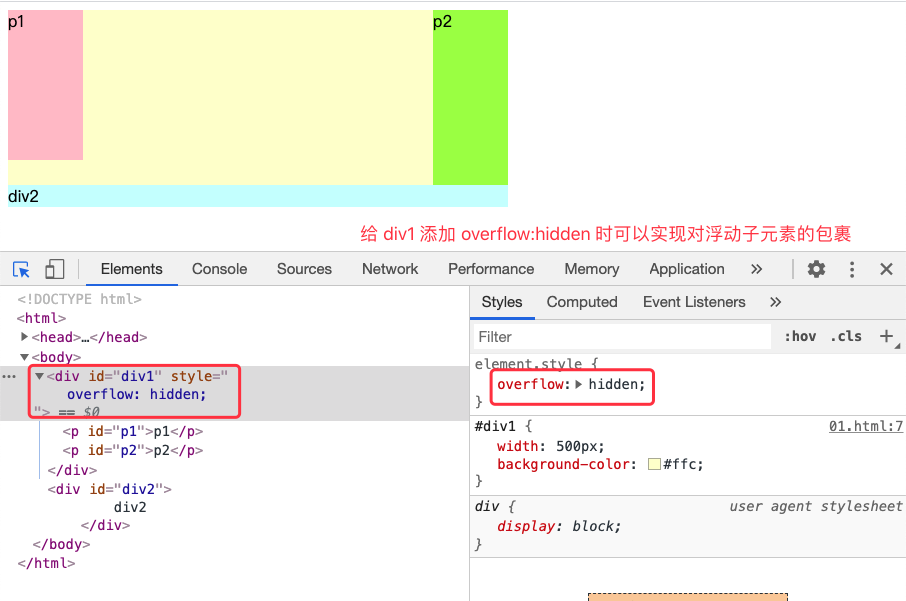 p1
p2
div2
给 div1 添加 overflow:hidden 时可以实现对浮动子元素的包裹
Elements Console Sources Network Performance Memory Application »
<!DOCTYPE html>
<html>
<head>…</head>
<body>
<div id="div1" style="
overflow: hidden;
"> == $0
<p id="p1">p1</p>
<p id="p2">p2</p>
</div>
<div id="div2">
div2
</div>
</body>
</html>
Styles Computed Event Listeners »
Filter :hov .cls +
element.style {
overflow: hidden;
}
#div1 { 01.html:7
width: 500px;
background-color: #ffc;
}
div { user agent stylesheet
display: block;
}